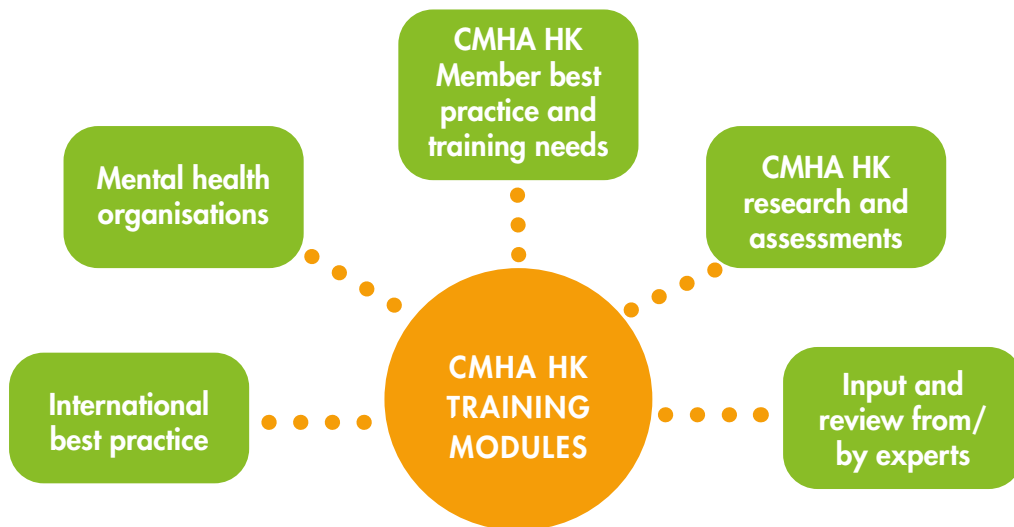 CMHA HK
Member best
practice and
training needs
Mental health
organisations
CMHA HK
research and
assessments
International
best practice
CMHA HK
TRAINING
MODULES
Input and
review from/
by experts